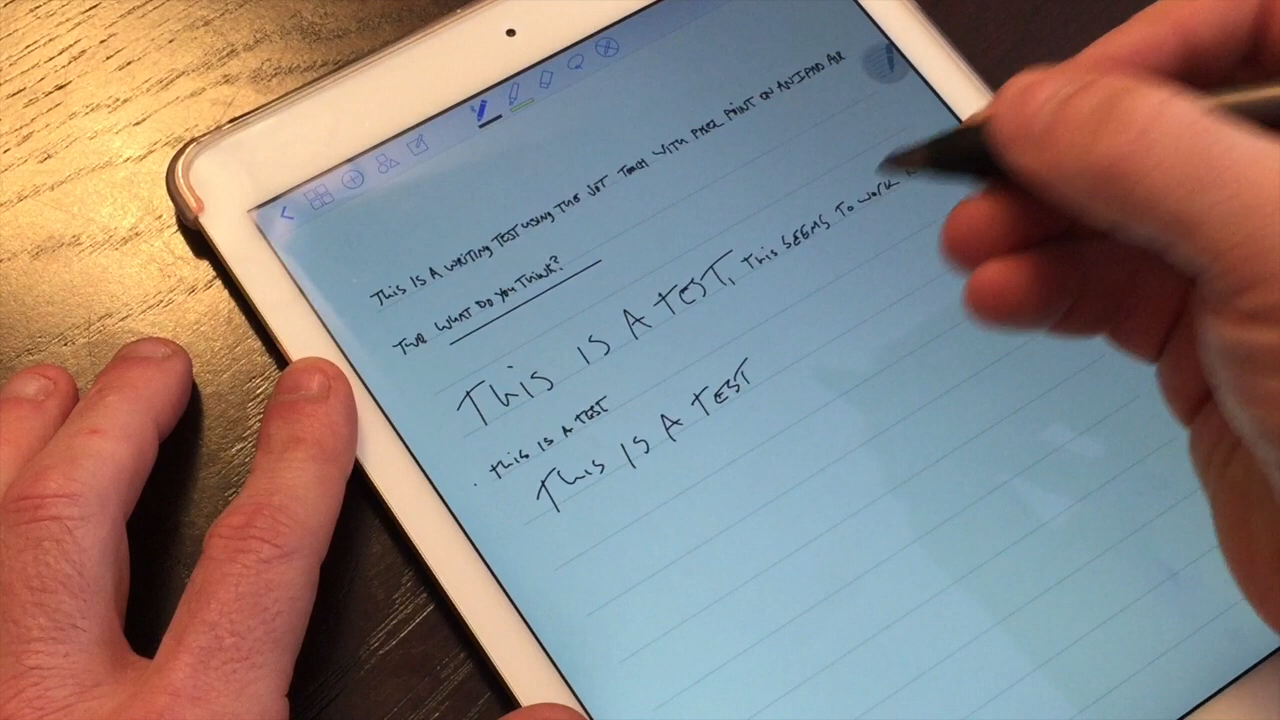 THIS IS A WRITING TEST USING THE JOT TOUCH WITH PIXEL POINT ON AN IPAD AIR
TWO WHAT DO YOU THINK?
THIS IS A TEST, THIS SEEMS TO WORK
THIS IS A TEST
THIS IS A TEST